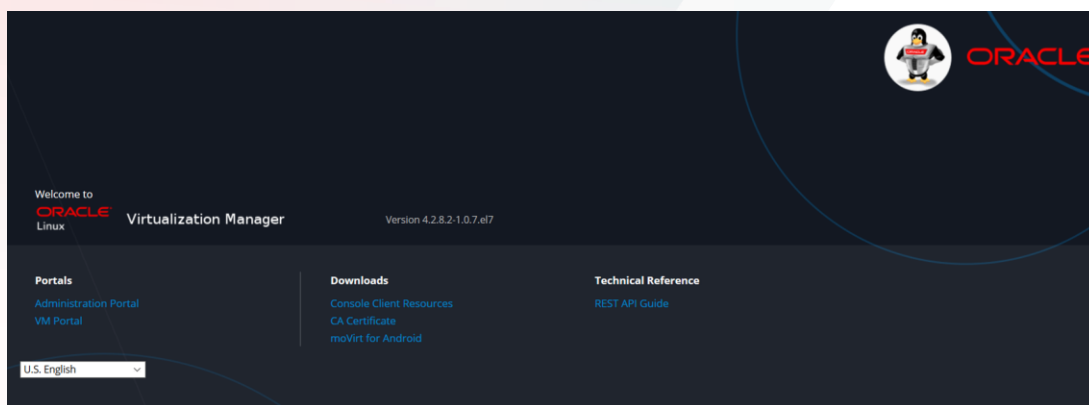 ORACLE
Welcome to
ORACLE
Linux
Virtualization Manager
Version 4.2.8.2-1.0.7.el7
Portals
Administration Portal
VM Portal
Downloads
Console Client Resources
CA Certificate
moVirt for Android
Technical Reference
REST API Guide
U.S. English